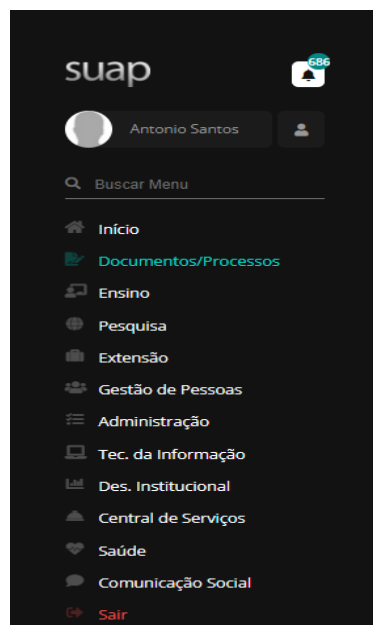 suap
686
Antonio Santos
Buscar Menu
Início
Documentos/Processos
Ensino
Pesquisa
Extensão
Gestão de Pessoas
Administração
Tec. da Informação
Des. Institucional
Central de Serviços
Saúde
Comunicação Social
Sair